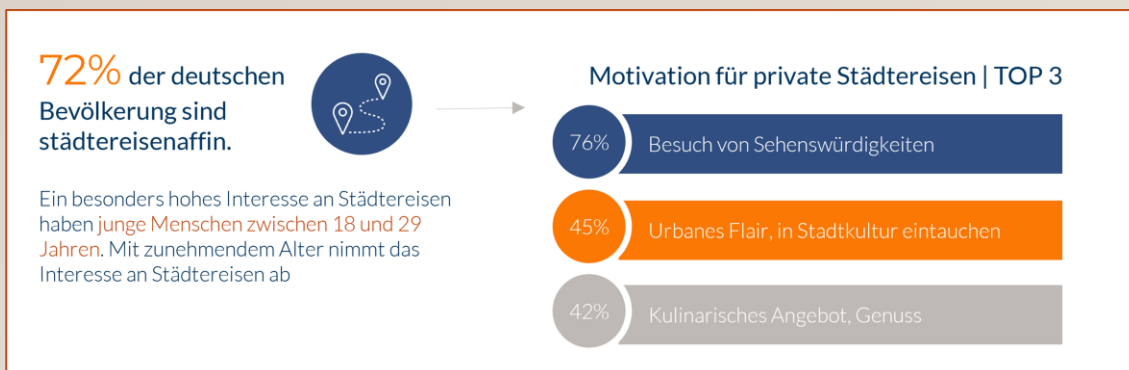 72% der deutschen
Bevölkerung sind
städtereisenaffin.
Ein besonders hohes Interesse an Städtereisen
haben junge Menschen zwischen 18 und 29
Jahren. Mit zunehmendem Alter nimmt das
Interesse an Städtereisen ab
Motivation für private Städtereisen | TOP 3
76% Besuch von Sehenswürdigkeiten
45% Urbanes Flair, in Stadtkultur eintauchen
42% Kulinarisches Angebot, Genuss